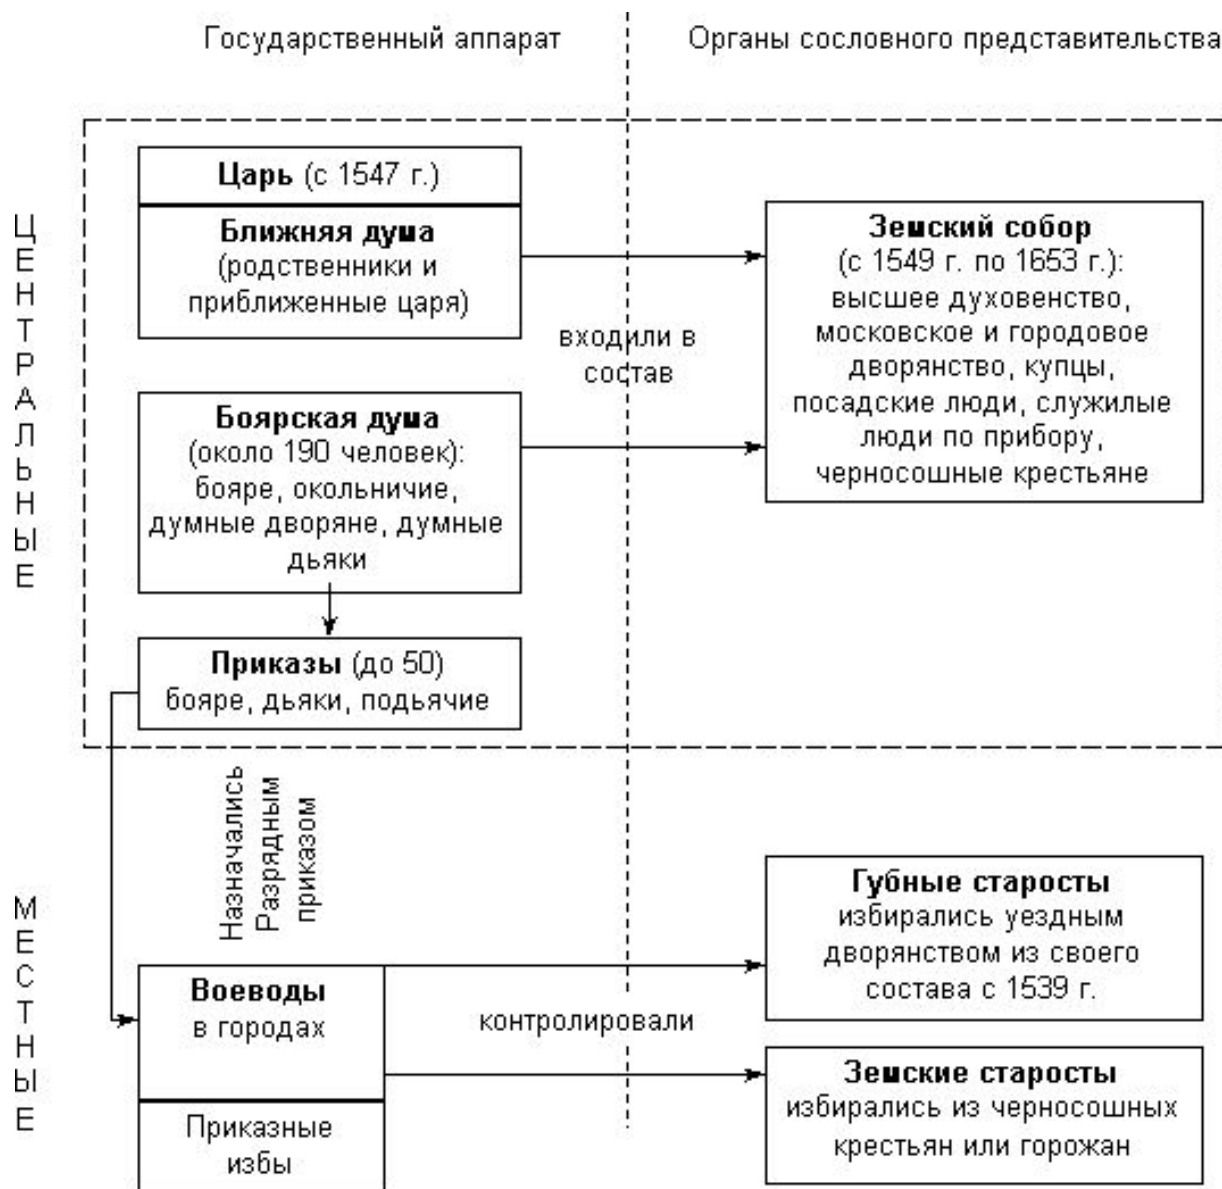 Государственный аппарат
Органы сословного представительства
ЦЕНТРАЛЬНЫЕ
Царь (с 1547 г.)
Ближняя дума
(родственники и
приближенные царя)
входили в
состав
Земский собор
(с 1549 г. по 1653 г.):
высшее духовенство,
московское и городовое
дворянство, купцы,
посадские люди, служилые
люди по прибору,
черносошные крестьяне
Боярская дума
(около 190 человек):
бояре, окольничие,
думные дворяне, думные
дьяки
Приказы (до 50)
бояре, дьяки, подьячие
Назначались
Разрядным
приказом
МЕСТНЫЕ
Воеводы
в городах
Приказные
избы
контролировали
Губные старосты
избирались уездным
дворянством из своего
состава с 1539 г.
Земские старосты
избирались из черносошных
крестьян или горожан